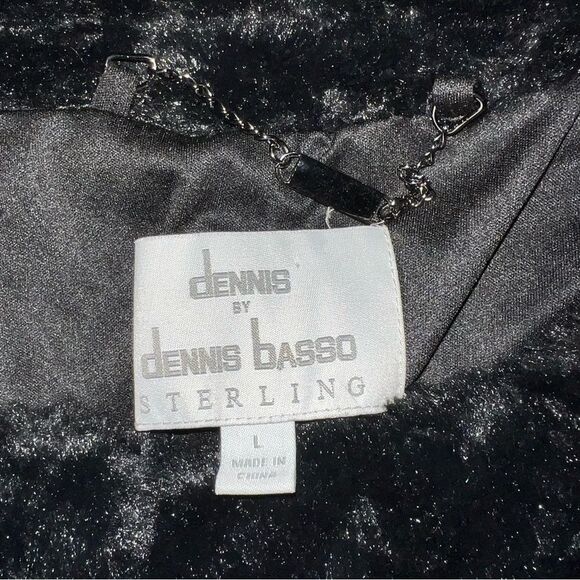 dENNIS
BY
dENNIS bASSO
STERLING
L
MADE IN
CHINA